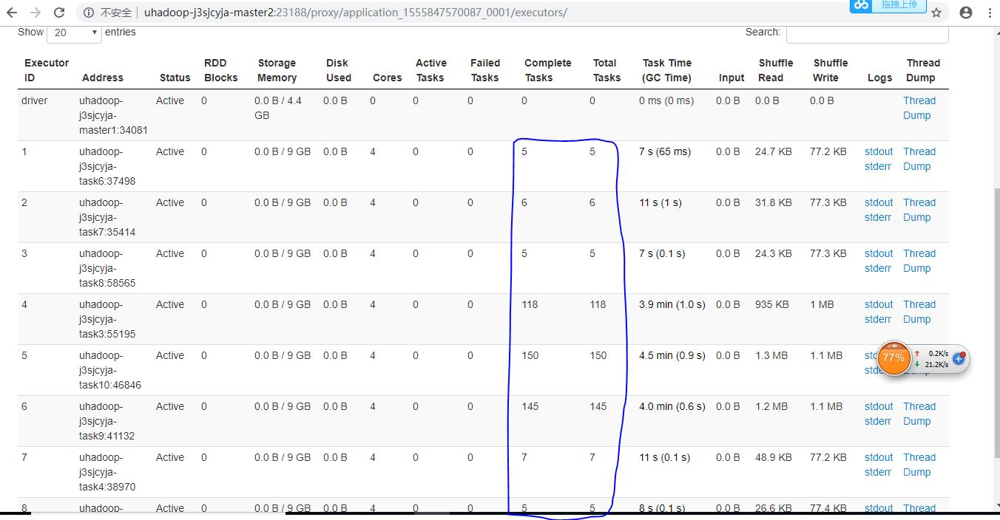 不安全 | uhadoop-j3sjcyja-master2:23188/proxy/application_1555847570087_0001/executors/
拖拽上传
Show 20 entries Search:
Executor ID Address Status RDD Blocks Storage Memory Disk Used Cores Active Tasks Failed Tasks Complete Tasks Total Tasks Task Time (GC Time) Input Shuffle Read Shuffle Write Logs Thread Dump
driver uhadoop-j3sjcyja-master1:34081 Active 0 0.0 B / 4.4 GB 0.0 B 0 0 0 0 0 0 ms (0 ms) 0.0 B 0.0 B 0.0 B Thread Dump
1 uhadoop-j3sjcyja-task6:37498 Active 0 0.0 B / 9 GB 0.0 B 4 0 0 5 5 7 s (65 ms) 0.0 B 24.7 KB 77.2 KB stdout stderr Thread Dump
2 uhadoop-j3sjcyja-task7:35414 Active 0 0.0 B / 9 GB 0.0 B 4 0 0 6 6 11 s (1 s) 0.0 B 31.8 KB 77.3 KB stdout stderr Thread Dump
3 uhadoop-j3sjcyja-task8:58565 Active 0 0.0 B / 9 GB 0.0 B 4 0 0 5 5 7 s (0.1 s) 0.0 B 24.3 KB 77.3 KB stdout stderr Thread Dump
4 uhadoop-j3sjcyja-task3:55195 Active 0 0.0 B / 9 GB 0.0 B 4 0 0 118 118 3.9 min (1.0 s) 0.0 B 935 KB 1 MB stdout stderr Thread Dump
5 uhadoop-j3sjcyja-task10:46846 Active 0 0.0 B / 9 GB 0.0 B 4 0 0 150 150 4.5 min (0.9 s) 0.0 B 1.3 MB 1.1 MB
77% 0.2K/s
21.2K/s
6 uhadoop-j3sjcyja-task9:41132 Active 0 0.0 B / 9 GB 0.0 B 4 0 0 145 145 4.0 min (0.6 s) 0.0 B 1.2 MB 1.1 MB stdout stderr Thread Dump
7 uhadoop-j3sjcyja-task4:38970 Active 0 0.0 B / 9 GB 0.0 B 4 0 0 7 7 11 s (0.1 s) 0.0 B 48.9 KB 77.2 KB stdout stderr Thread Dump
8 uhadoop- Active 0 0.0 B / 9 GB 0.0 B 4 0 0 5 5 8 s (0.1 s) 0.0 B 26.6 KB 77.4 KB stdout Thread